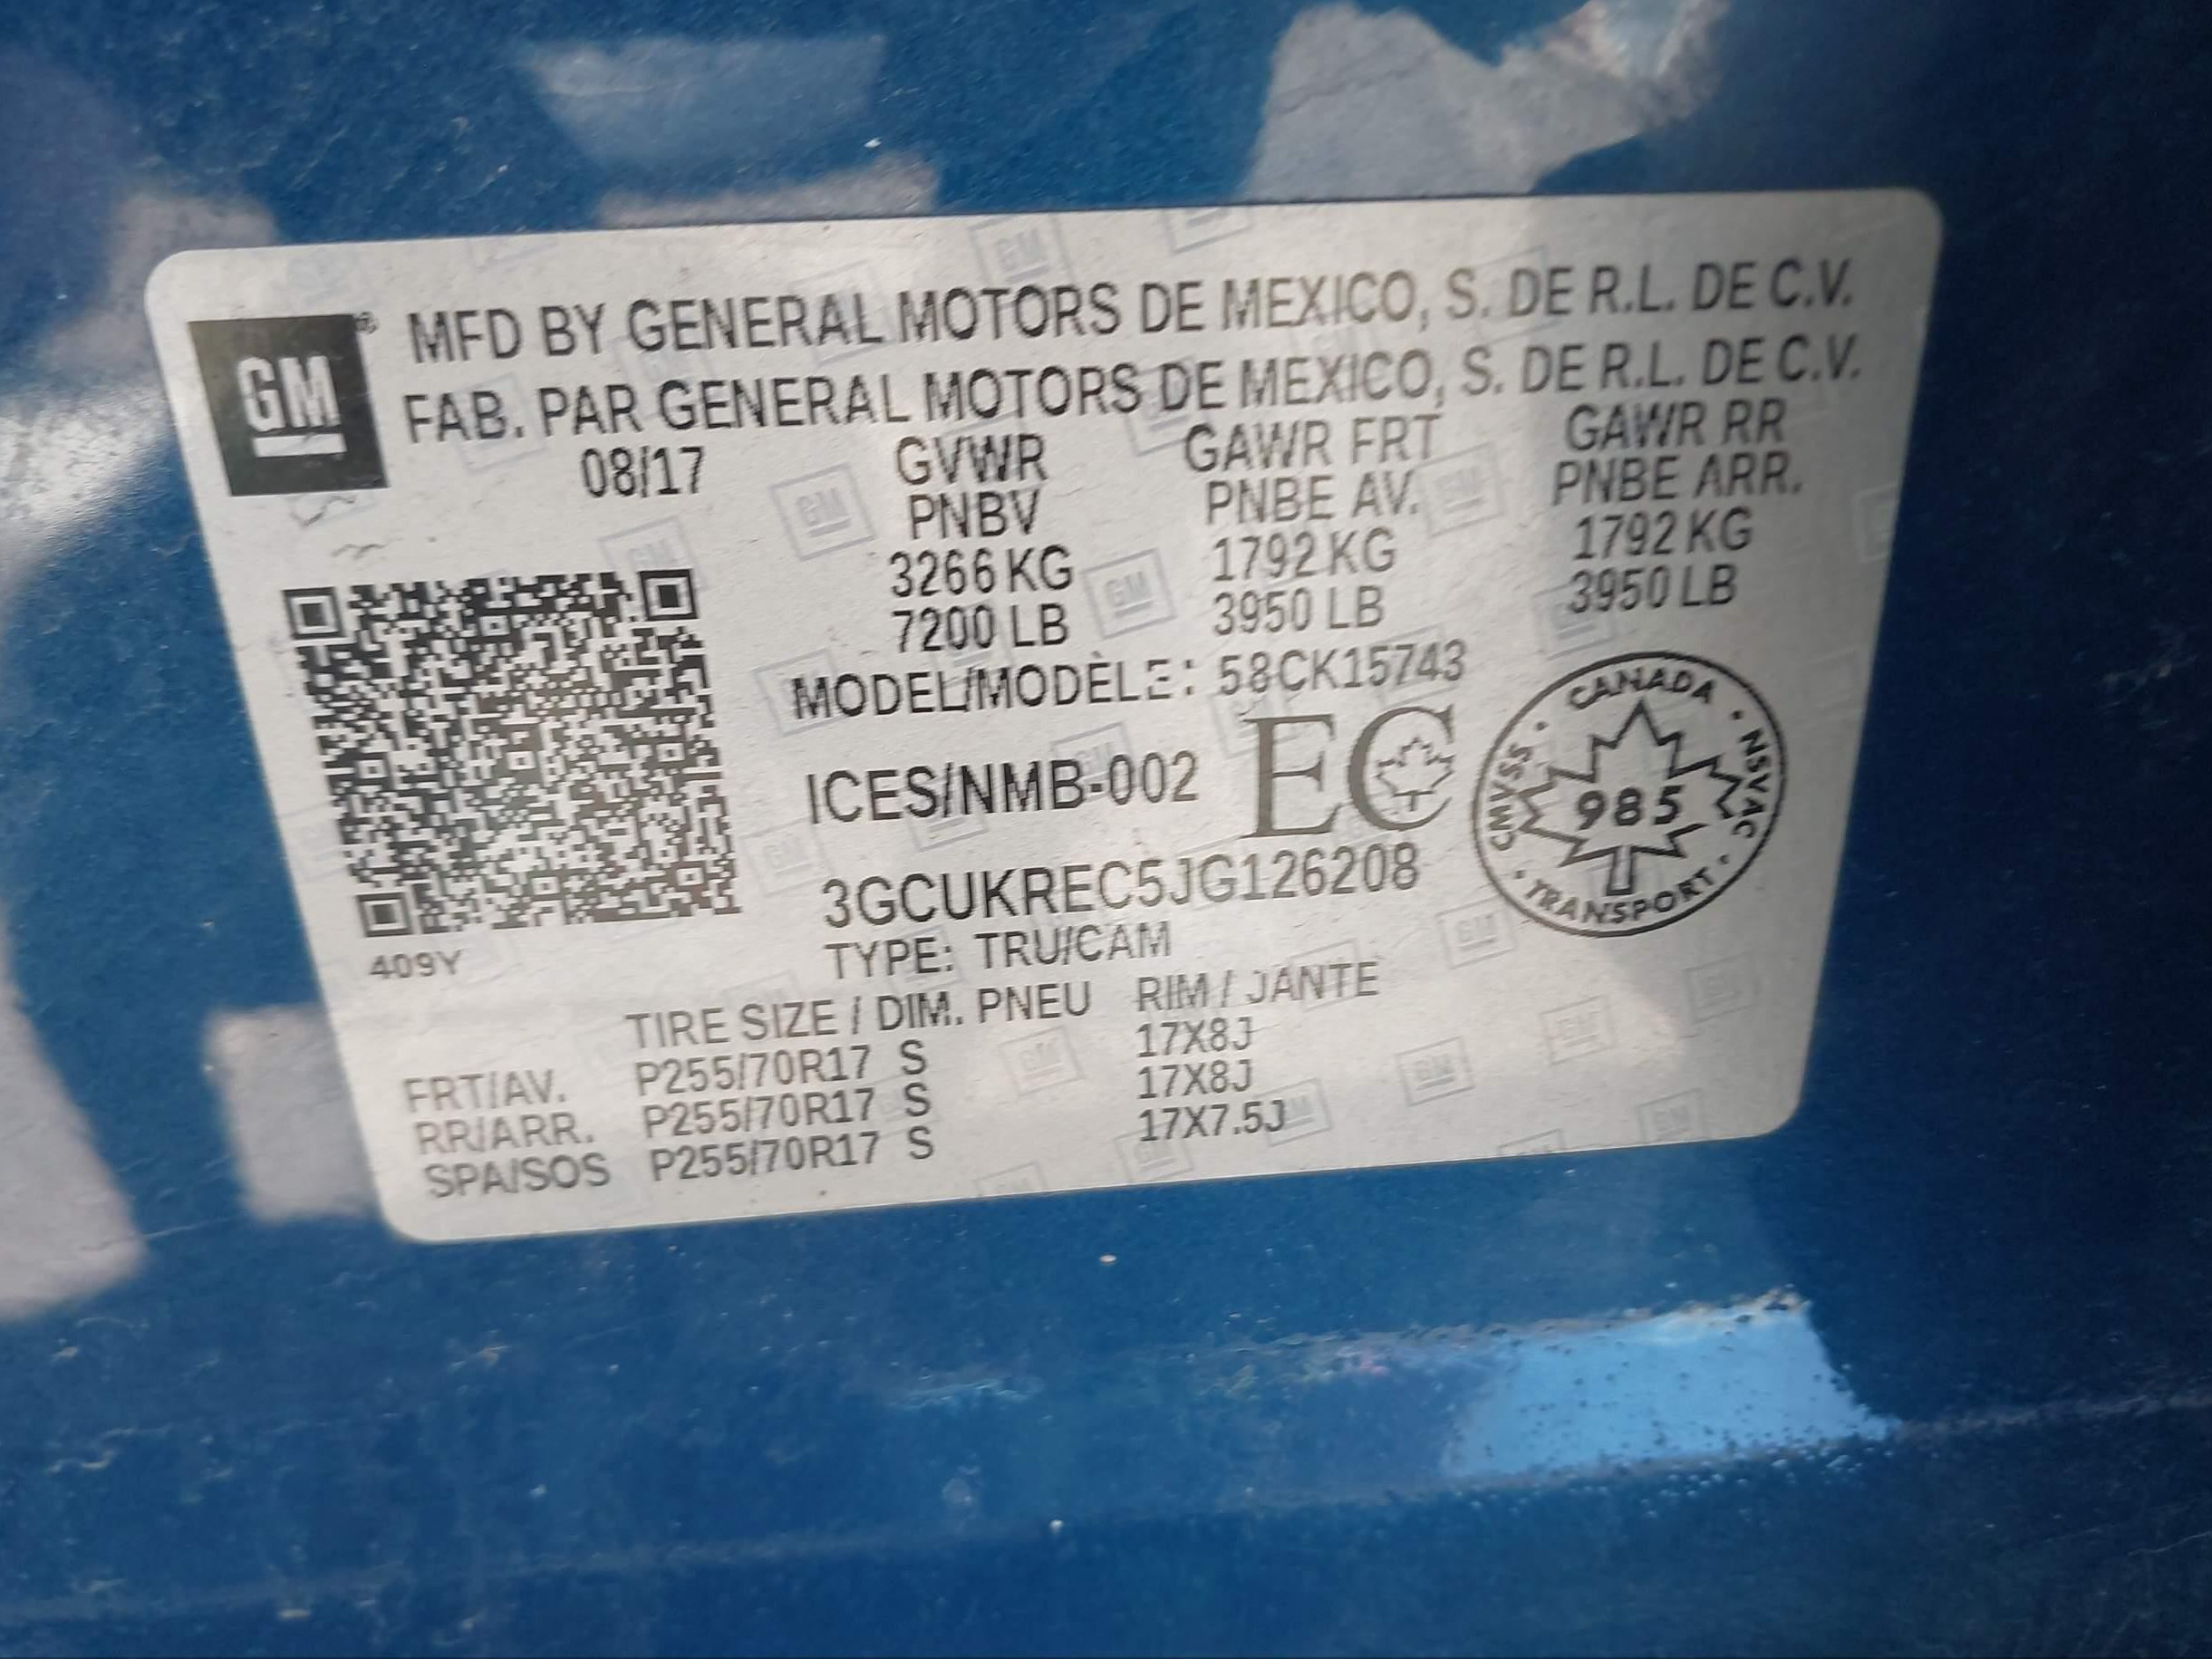 GM
MFD BY GENERAL MOTORS DE MEXICO, S. DE R.L. DE C.V.
FAB. PAR GENERAL MOTORS DE MEXICO, S. DE R.L. DE C.V.
08/17 GVWR GAWR FRT GAWR RR
PNBV PNBE AV. PNBE ARR.
3266 KG 1792 KG 1792 KG
7200 LB 3950 LB 3950 LB
MODEL/MODÈLE: 58CK15743
ICES/NMB-002 EC
CANADA · NSVAC · TRANSPORT · CMVSS ·
985
3GCUKREC5JG126208
409Y
TYPE: TRU/CAM
TIRE SIZE / DIM. PNEU RIM / JANTE
FRT/AV. P255/70R17 S 17X8J
RR/ARR. P255/70R17 S 17X8J
SPA/SOS P255/70R17 S 17X7.5J